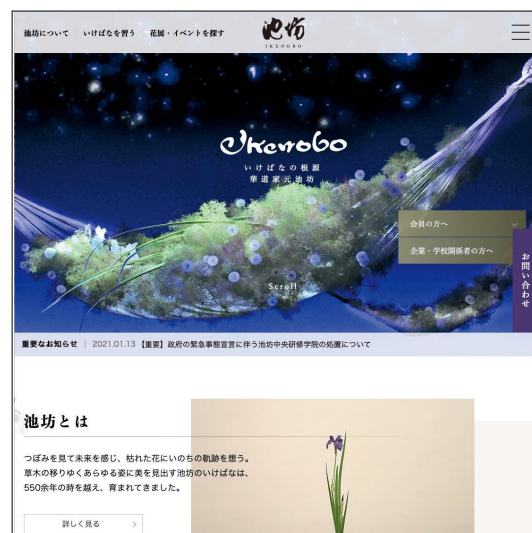 池坊について　いけばなを習う　花展・イベントを探す
池坊
IKENOBO
Ikenobo
いけばなの根源
華道家元池坊
会員の方へ
企業・学校関係者の方へ
お問い合わせ
Scroll
重要なお知らせ | 2021.01.13 【重要】政府の緊急事態宣言に伴う池坊中央研修学院の処置について
池坊とは
つぼみを見て未来を感じ、枯れた花にいのちの軌跡を想う。
草木の移りゆくあらゆる姿に美を見出す池坊のいけばなは、
550余年の時を越え、育まれてきました。
詳しく見る